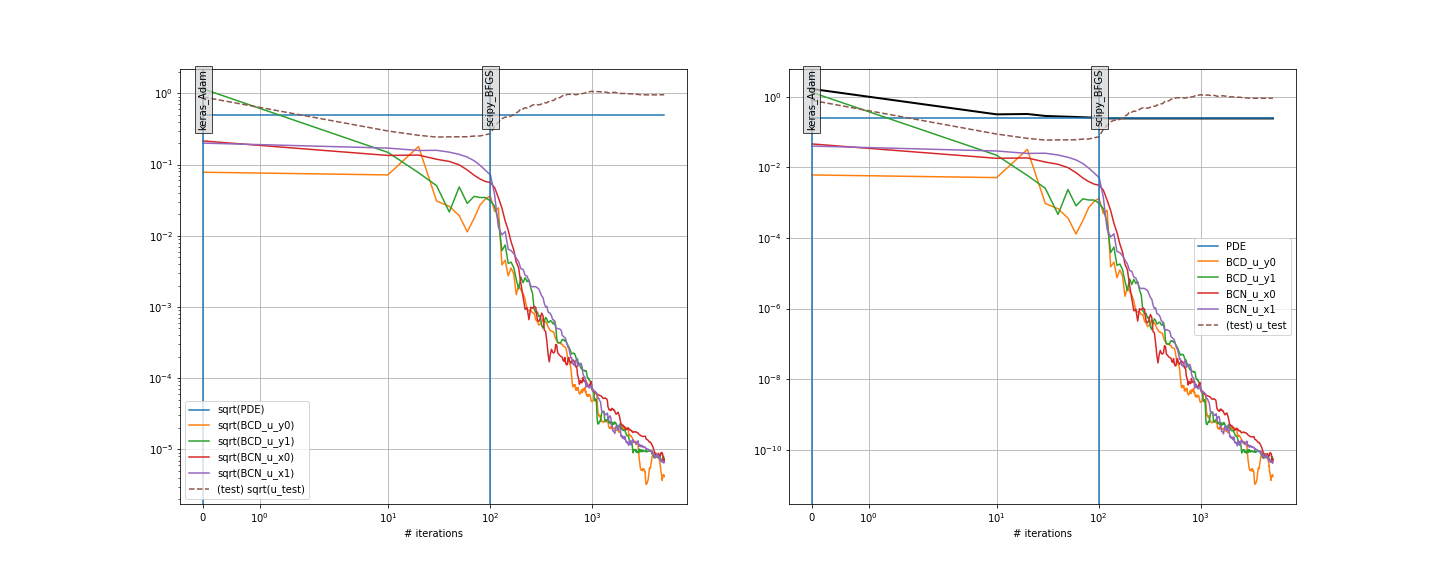 keras_Adam
scipy_BFGS
10^0
10^-1
10^-2
10^-3
10^-4
10^-5
sqrt(PDE)
sqrt(BCD_u_y0)
sqrt(BCD_u_y1)
sqrt(BCN_u_x0)
sqrt(BCN_u_x1)
(test) sqrt(u_test)
0
10^0
10^1
10^2
10^3
# iterations
keras_Adam
scipy_BFGS
10^0
10^-2
10^-4
10^-6
10^-8
10^-10
PDE
BCD_u_y0
BCD_u_y1
BCN_u_x0
BCN_u_x1
(test) u_test
0
10^0
10^1
10^2
10^3
# iterations